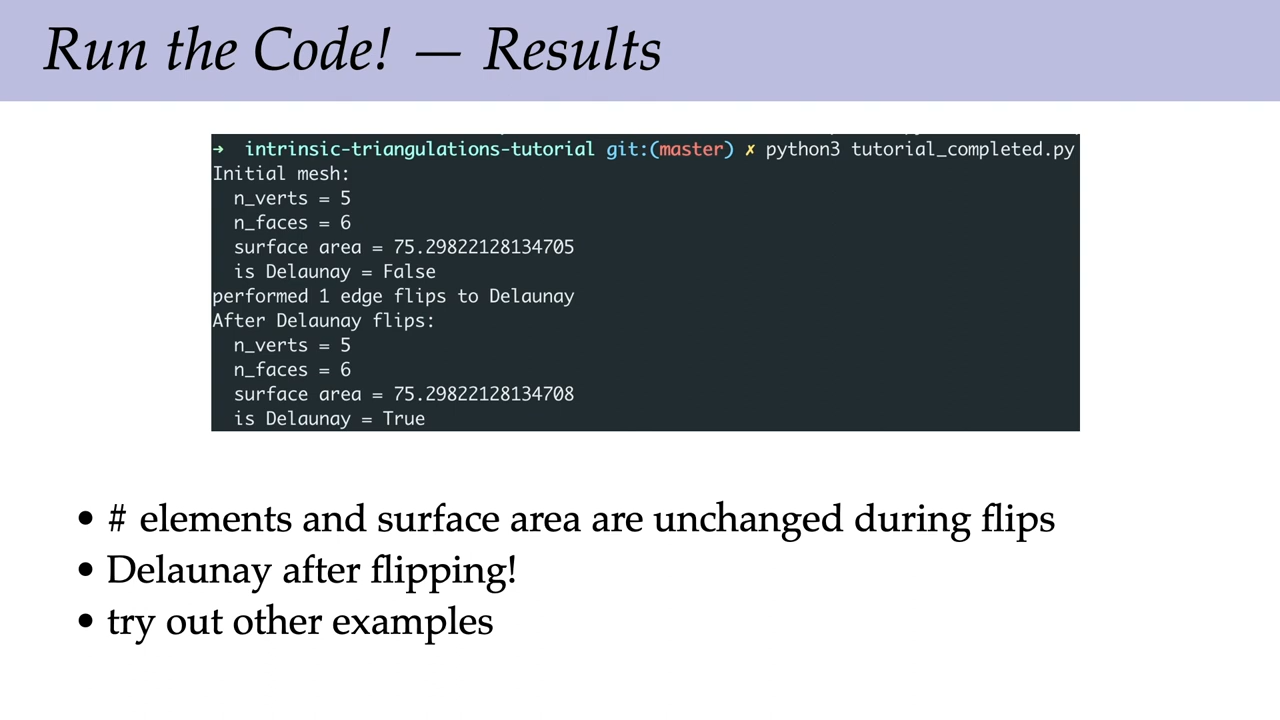 Run the Code! — Results
➜ intrinsic-triangulations-tutorial git:(master) ✗ python3 tutorial_completed.py
Initial mesh:
n_verts = 5
n_faces = 6
surface area = 75.29822128134705
is Delaunay = False
performed 1 edge flips to Delaunay
After Delaunay flips:
n_verts = 5
n_faces = 6
surface area = 75.29822128134708
is Delaunay = True
• # elements and surface area are unchanged during flips
• Delaunay after flipping!
• try out other examples